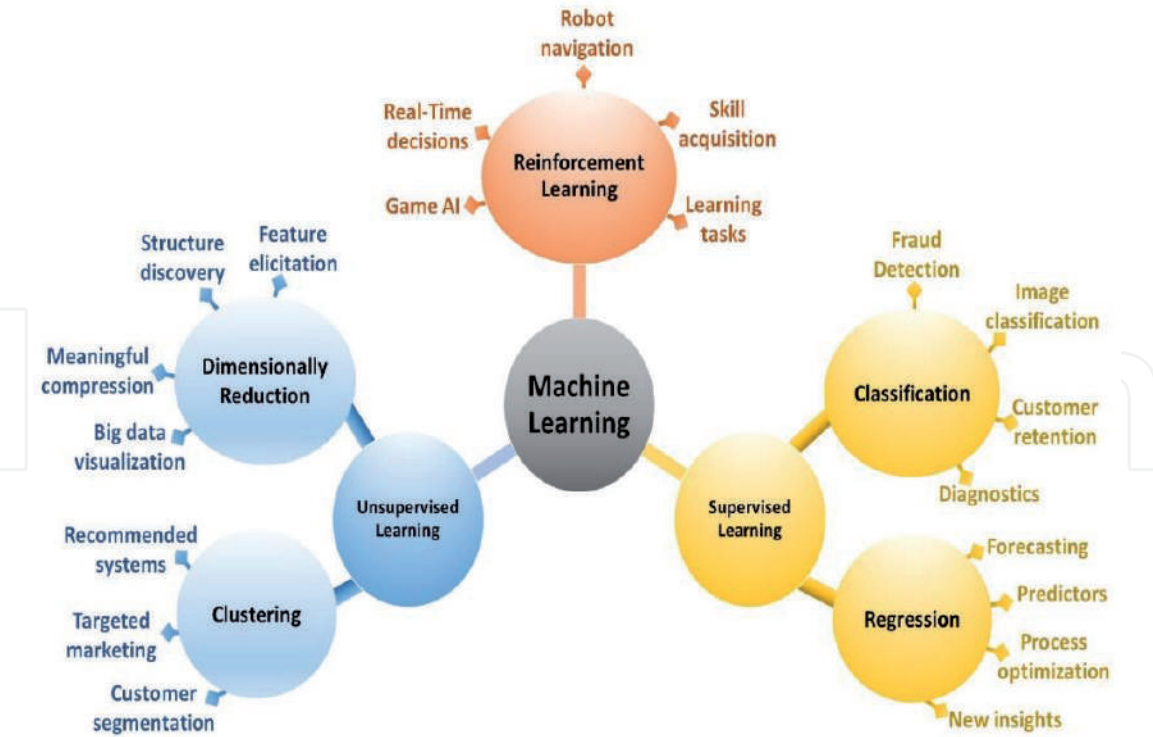 Robot
navigation
Real-Time
decisions
Skill
acquisition
Reinforcement
Learning
Game AI
Learning
tasks
Structure
discovery
Feature
elicitation
Meaningful
compression
Dimensionally
Reduction
Big data
visualization
Machine
Learning
Fraud
Detection
Image
classification
Classification
Customer
retention
Diagnostics
Unsupervised
Learning
Supervised
Learning
Recommended
systems
Clustering
Targeted
marketing
Customer
segmentation
Forecasting
Predictors
Regression
Process
optimization
New insights